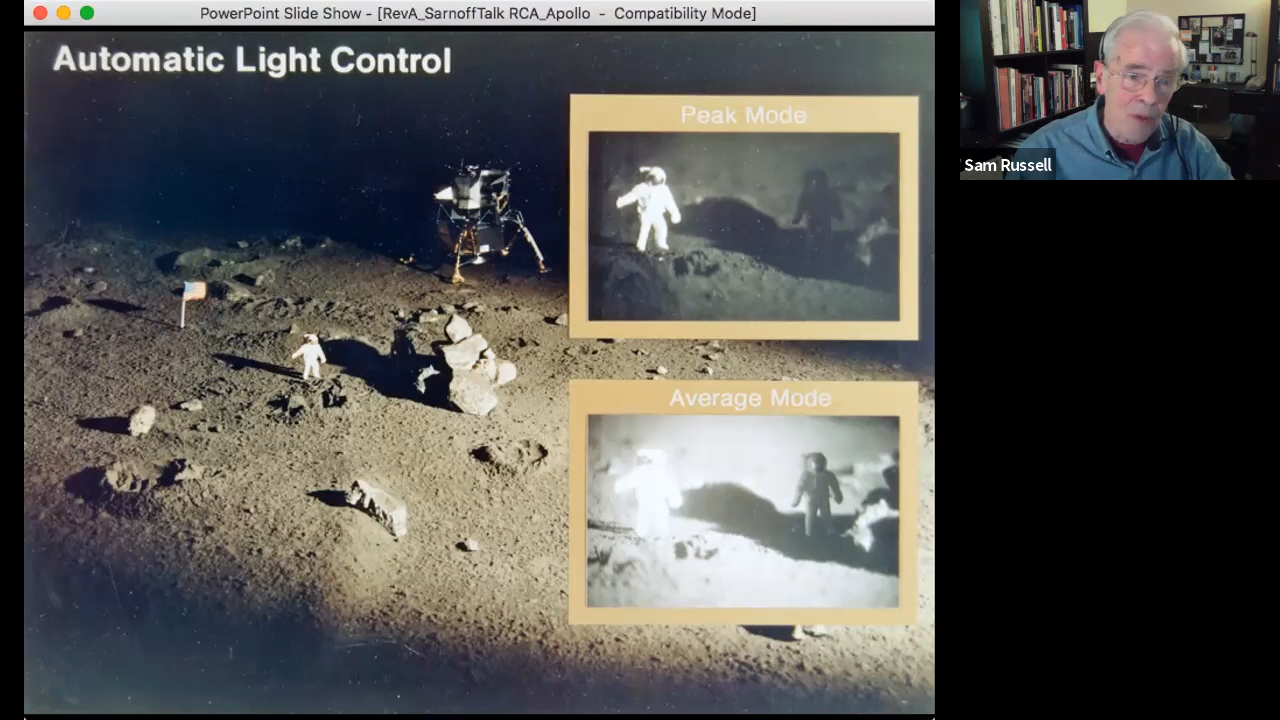 PowerPoint Slide Show - [RevA_SarnoffTalk RCA_Apollo - Compatibility Mode]
Automatic Light Control
Peak Mode
Average Mode
Sam Russell